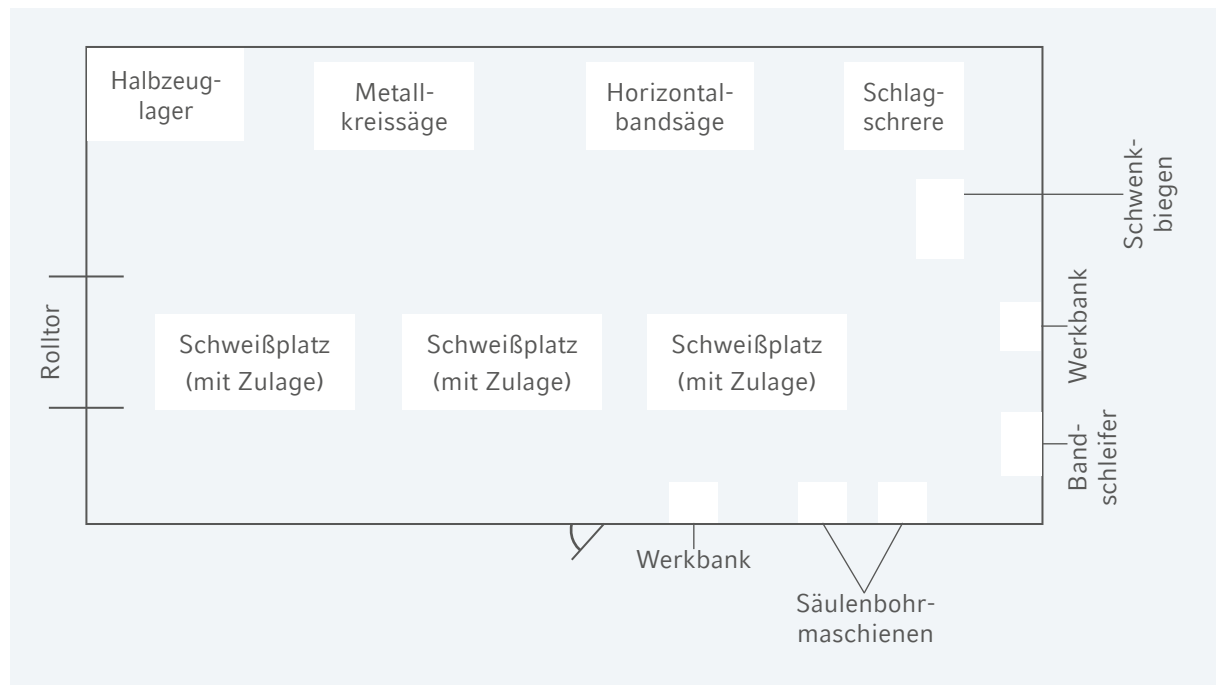 Halbzeug-
lager
Metall-
kreissäge
Horizontal-
bandsäge
Schlag-
schrere
Schwenk-
biegen
Rolltor
Schweißplatz
(mit Zulage)
Schweißplatz
(mit Zulage)
Schweißplatz
(mit Zulage)
Werkbank
Band-
schleifer
Werkbank
Säulenbohr-
maschienen